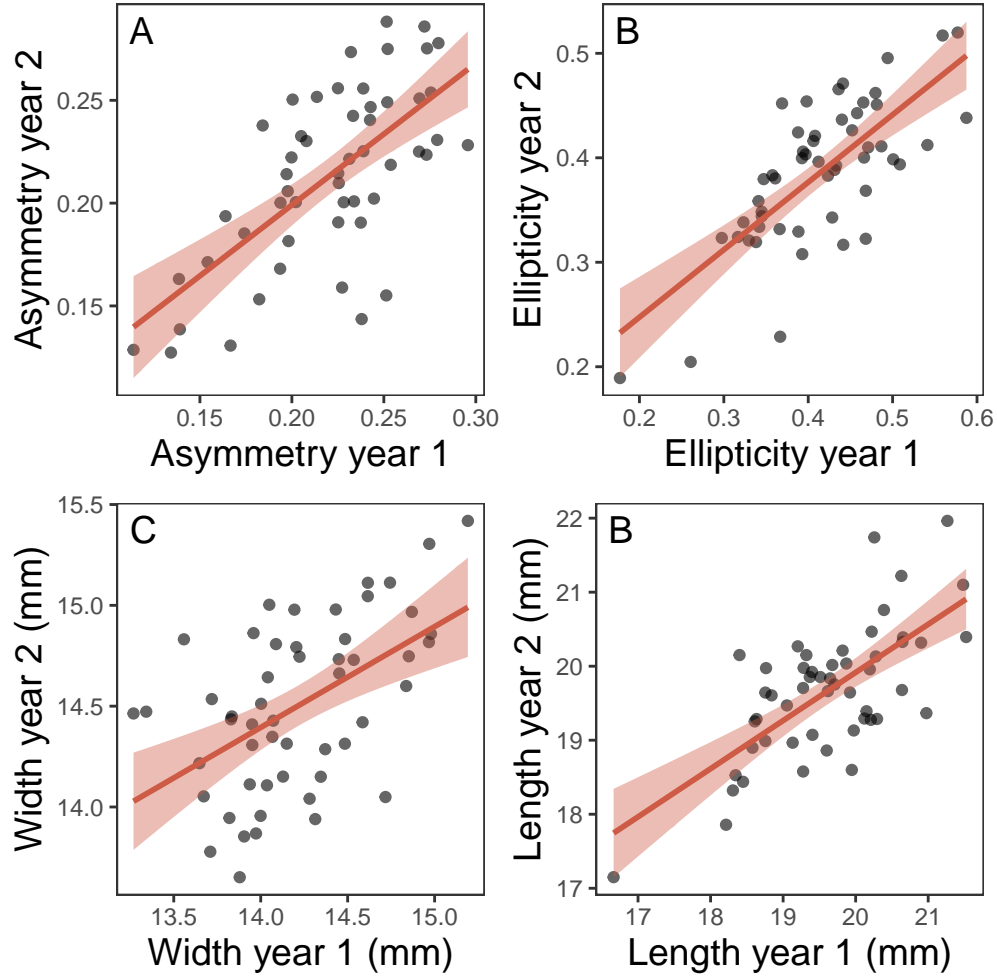 A
Asymmetry year 2
0.25
0.20
0.15
0.15 0.20 0.25 0.30
Asymmetry year 1
B
Ellipticity year 2
0.5
0.4
0.3
0.2
0.2 0.3 0.4 0.5 0.6
Ellipticity year 1
C
Width year 2 (mm)
15.5
15.0
14.5
14.0
13.5 14.0 14.5 15.0
Width year 1 (mm)
B
Length year 2 (mm)
22
21
20
19
18
17
17 18 19 20 21
Length year 1 (mm)